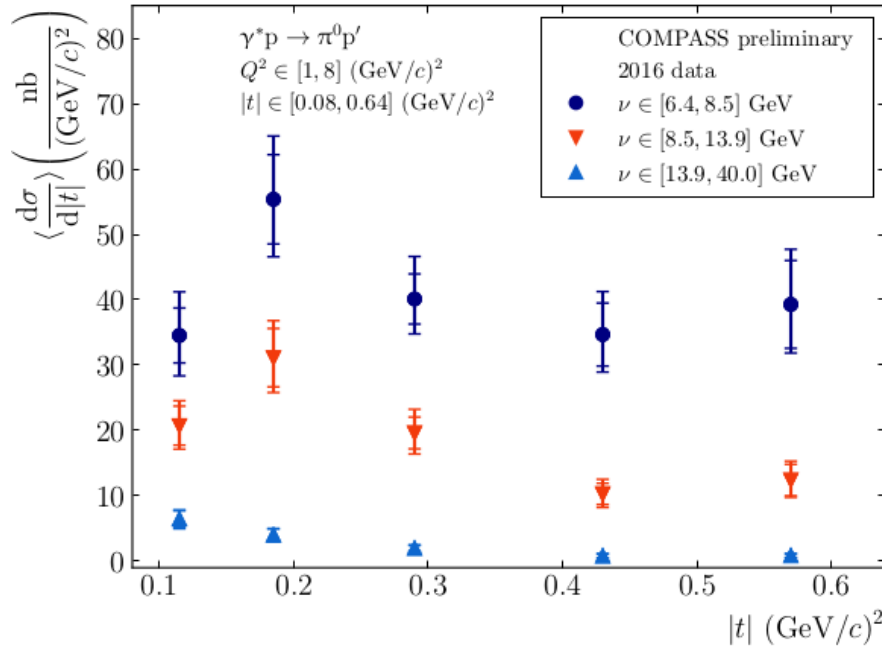 ⟨dσ/d|t|⟩ (nb/(GeV/c)²)
80
70
60
50
40
30
20
10
0
γ*p → π⁰p′
Q² ∈ [1, 8] (GeV/c)²
|t| ∈ [0.08, 0.64] (GeV/c)²
COMPASS preliminary
2016 data
ν ∈ [6.4, 8.5] GeV
ν ∈ [8.5, 13.9] GeV
ν ∈ [13.9, 40.0] GeV
0.1 0.2 0.3 0.4 0.5 0.6
|t| (GeV/c)²